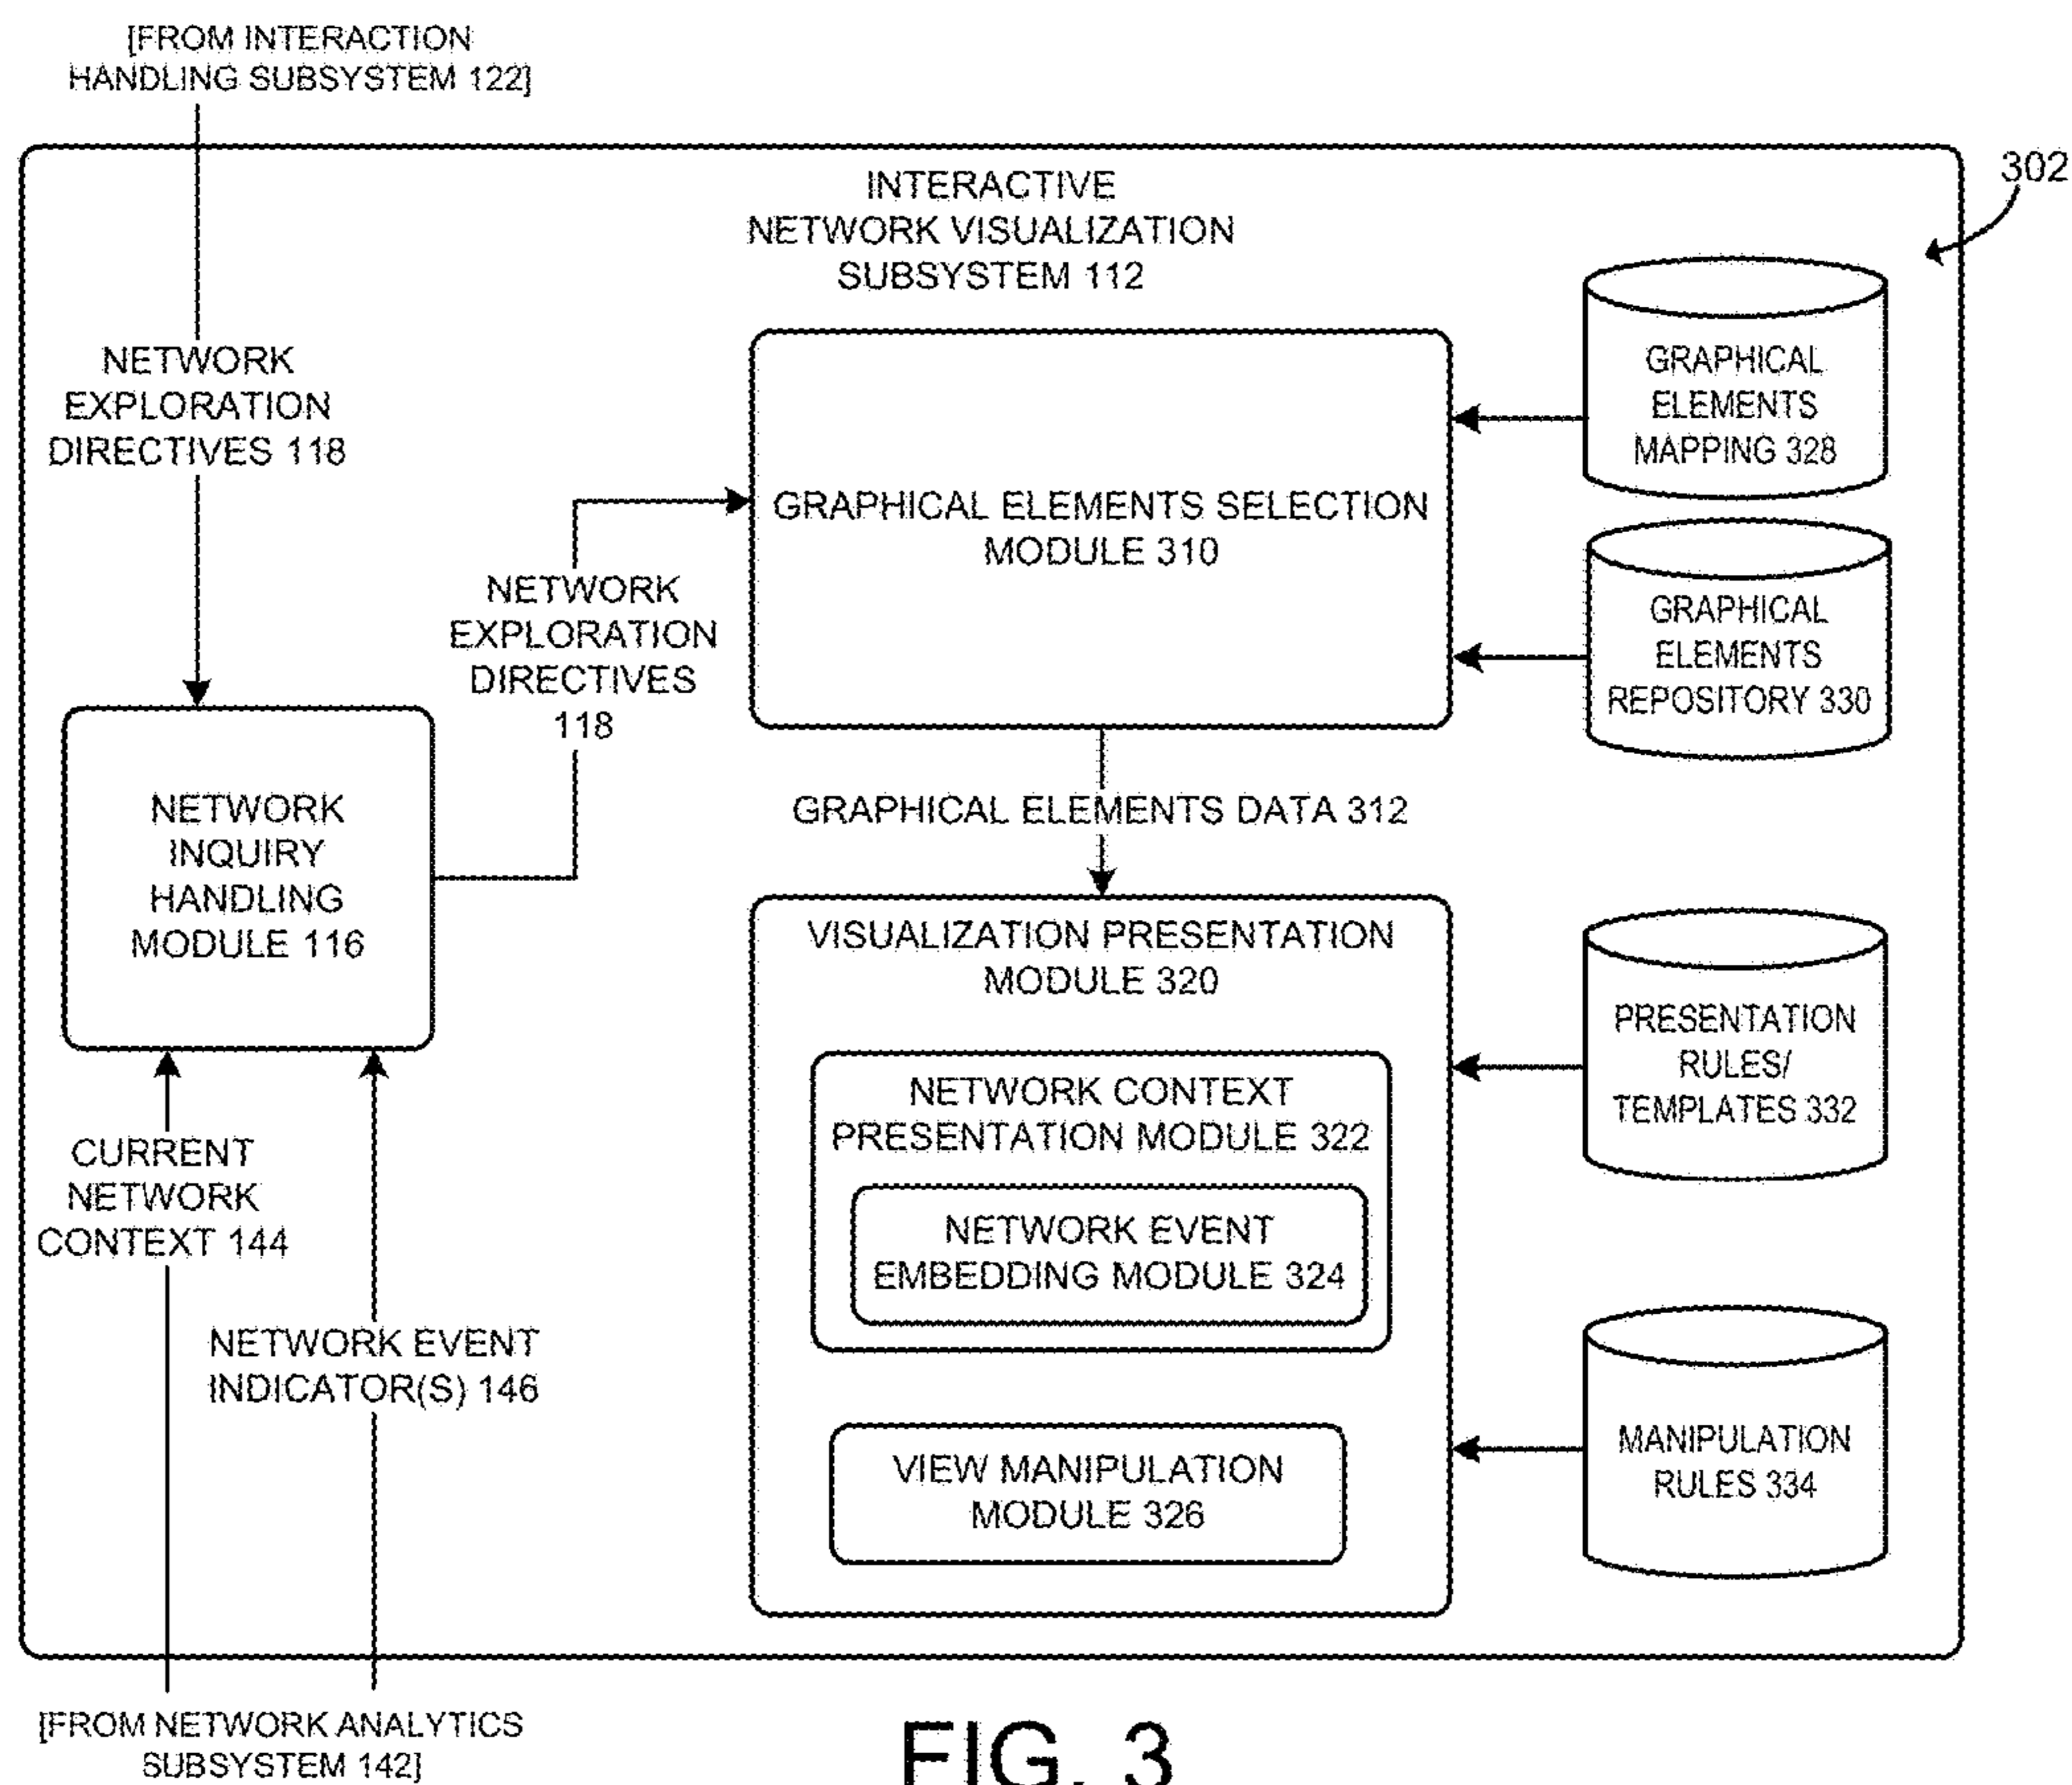 [FROM INTERACTION
HANDLING SUBSYSTEM 122]
302
INTERACTIVE
NETWORK VISUALIZATION
SUBSYSTEM 112
NETWORK
EXPLORATION
DIRECTIVES 118
GRAPHICAL
ELEMENTS
MAPPING 328
GRAPHICAL ELEMENTS SELECTION
MODULE 310
NETWORK
EXPLORATION
DIRECTIVES
118
GRAPHICAL
ELEMENTS
REPOSITORY 330
NETWORK
INQUIRY
HANDLING
MODULE 116
GRAPHICAL ELEMENTS DATA 312
VISUALIZATION PRESENTATION
MODULE 320
PRESENTATION
RULES/
TEMPLATES 332
NETWORK CONTEXT
PRESENTATION MODULE 322
CURRENT
NETWORK
CONTEXT 144
NETWORK EVENT
EMBEDDING MODULE 324
NETWORK EVENT
INDICATOR(S) 146
VIEW MANIPULATION
MODULE 326
MANIPULATION
RULES 334
[FROM NETWORK ANALYTICS
SUBSYSTEM 142]
FIG. 3